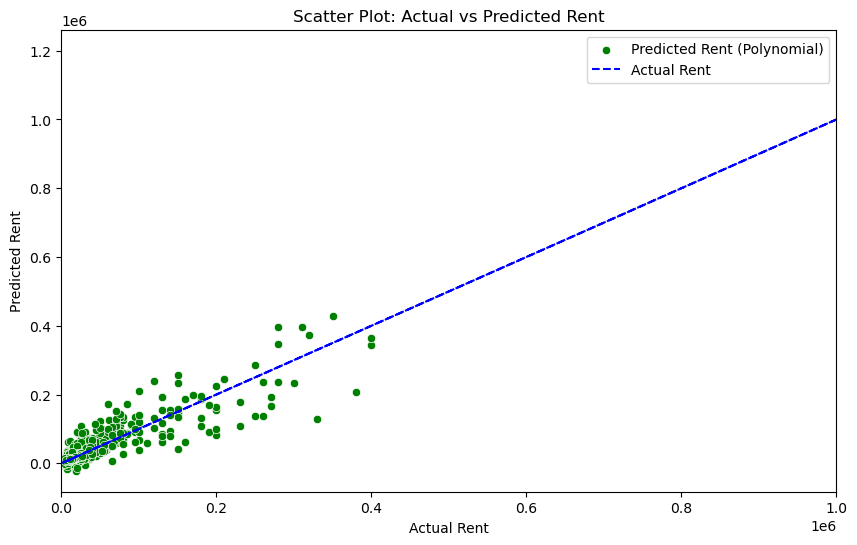 Scatter Plot: Actual vs Predicted Rent
1e6
1.2
1.0
0.8
0.6
0.4
0.2
0.0
Predicted Rent
Predicted Rent (Polynomial)
Actual Rent
0.0 0.2 0.4 0.6 0.8 1.0
1e6
Actual Rent